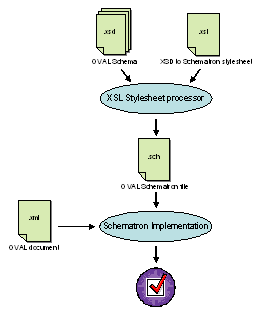 .xsd
.xsl
OVAL Schema
XSD to Schematron stylesheet
XSL Stylesheet processor
.sch
OVAL Schematron file
.xml
OVAL document
Schematron Implementation